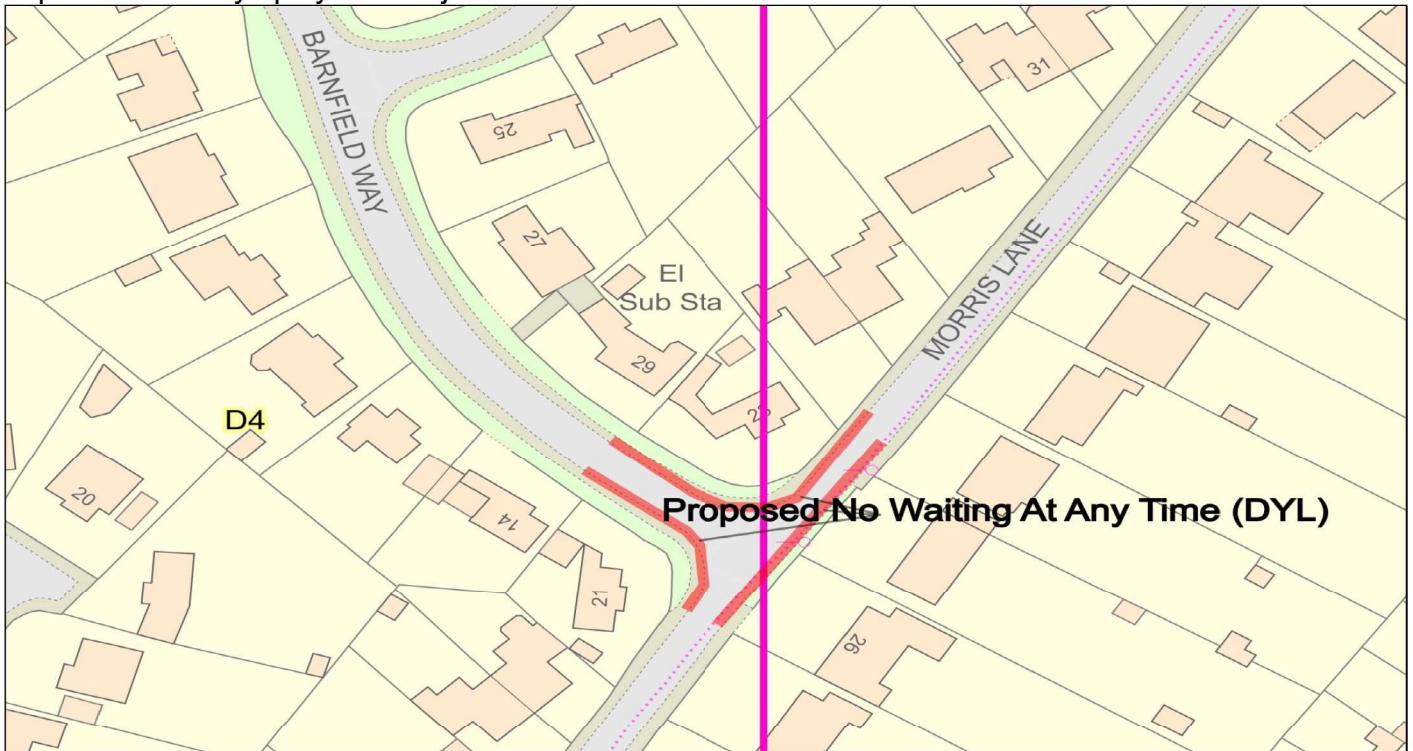 BARNFIELD WAY
25
31
27
El
Sub Sta
29
MORRIS LANE
D4
20
14
Proposed No Waiting At Any Time (DYL)
21
26